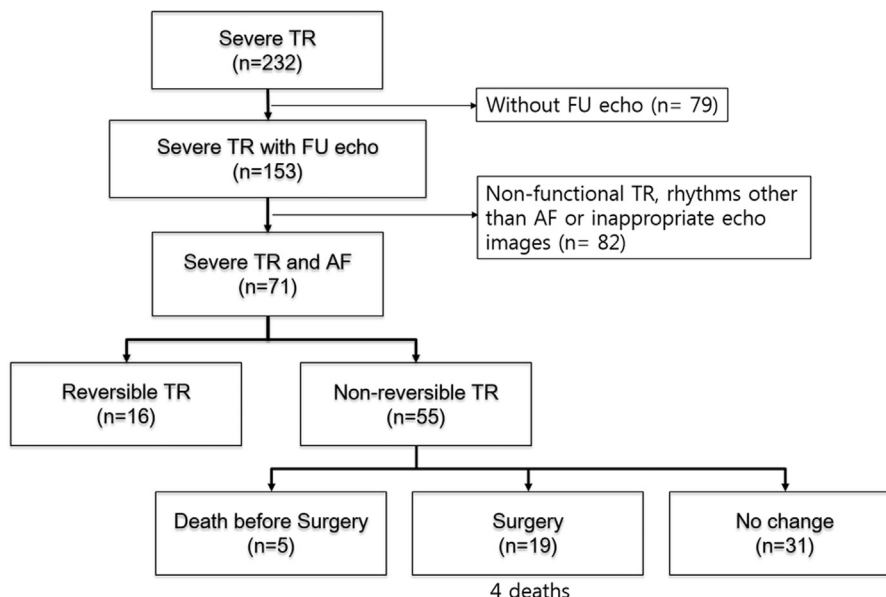 Severe TR
(n=232)
Without FU echo (n= 79)
Severe TR with FU echo
(n=153)
Non-functional TR, rhythms other
than AF or inappropriate echo
images (n= 82)
Severe TR and AF
(n=71)
Reversible TR
(n=16)
Non-reversible TR
(n=55)
Death before Surgery
(n=5)
Surgery
(n=19)
No change
(n=31)
4 deaths